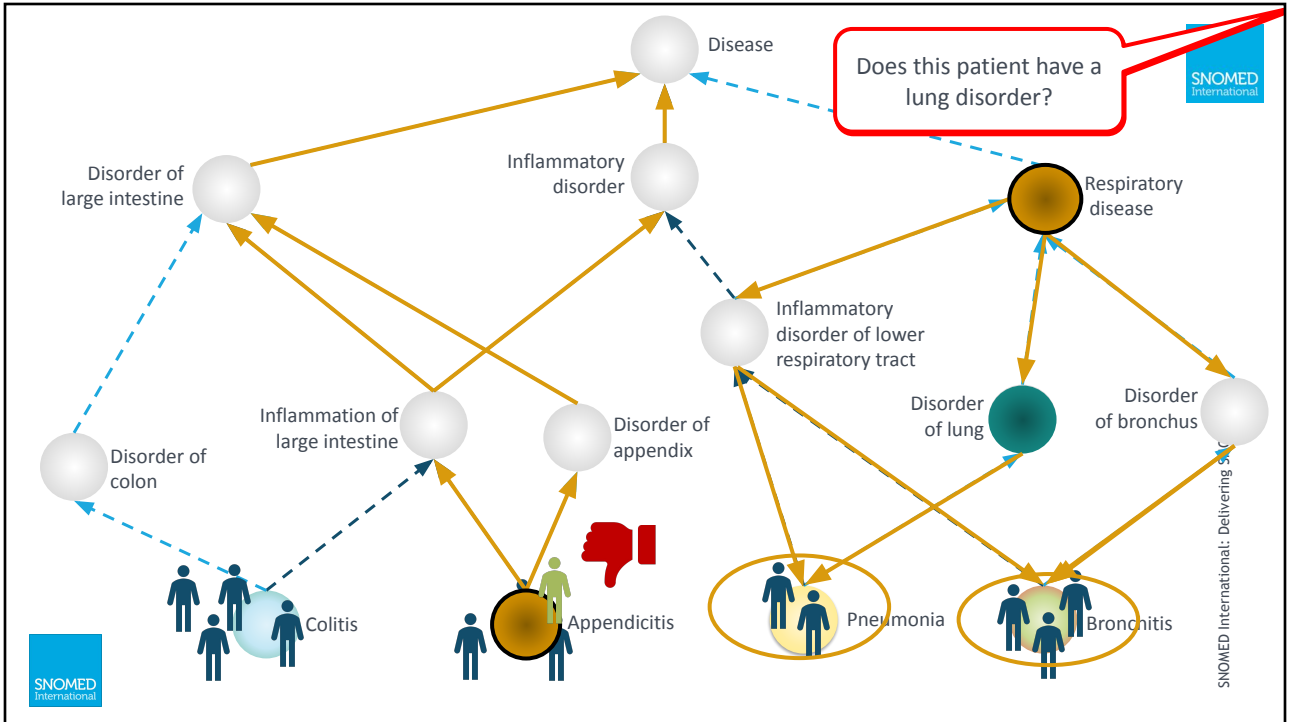 Disease
Does this patient have a
lung disorder?
SNOMED
International
Disorder of
large intestine
Inflammatory
disorder
Respiratory
disease
Inflammatory
disorder of lower
respiratory tract
Inflammation of
large intestine
Disorder of
appendix
Disorder
of lung
Disorder
of bronchus
Disorder of
colon
Colitis
Appendicitis
Pneumonia
Bronchitis
SNOMED International: Delivering
SNOMED
International